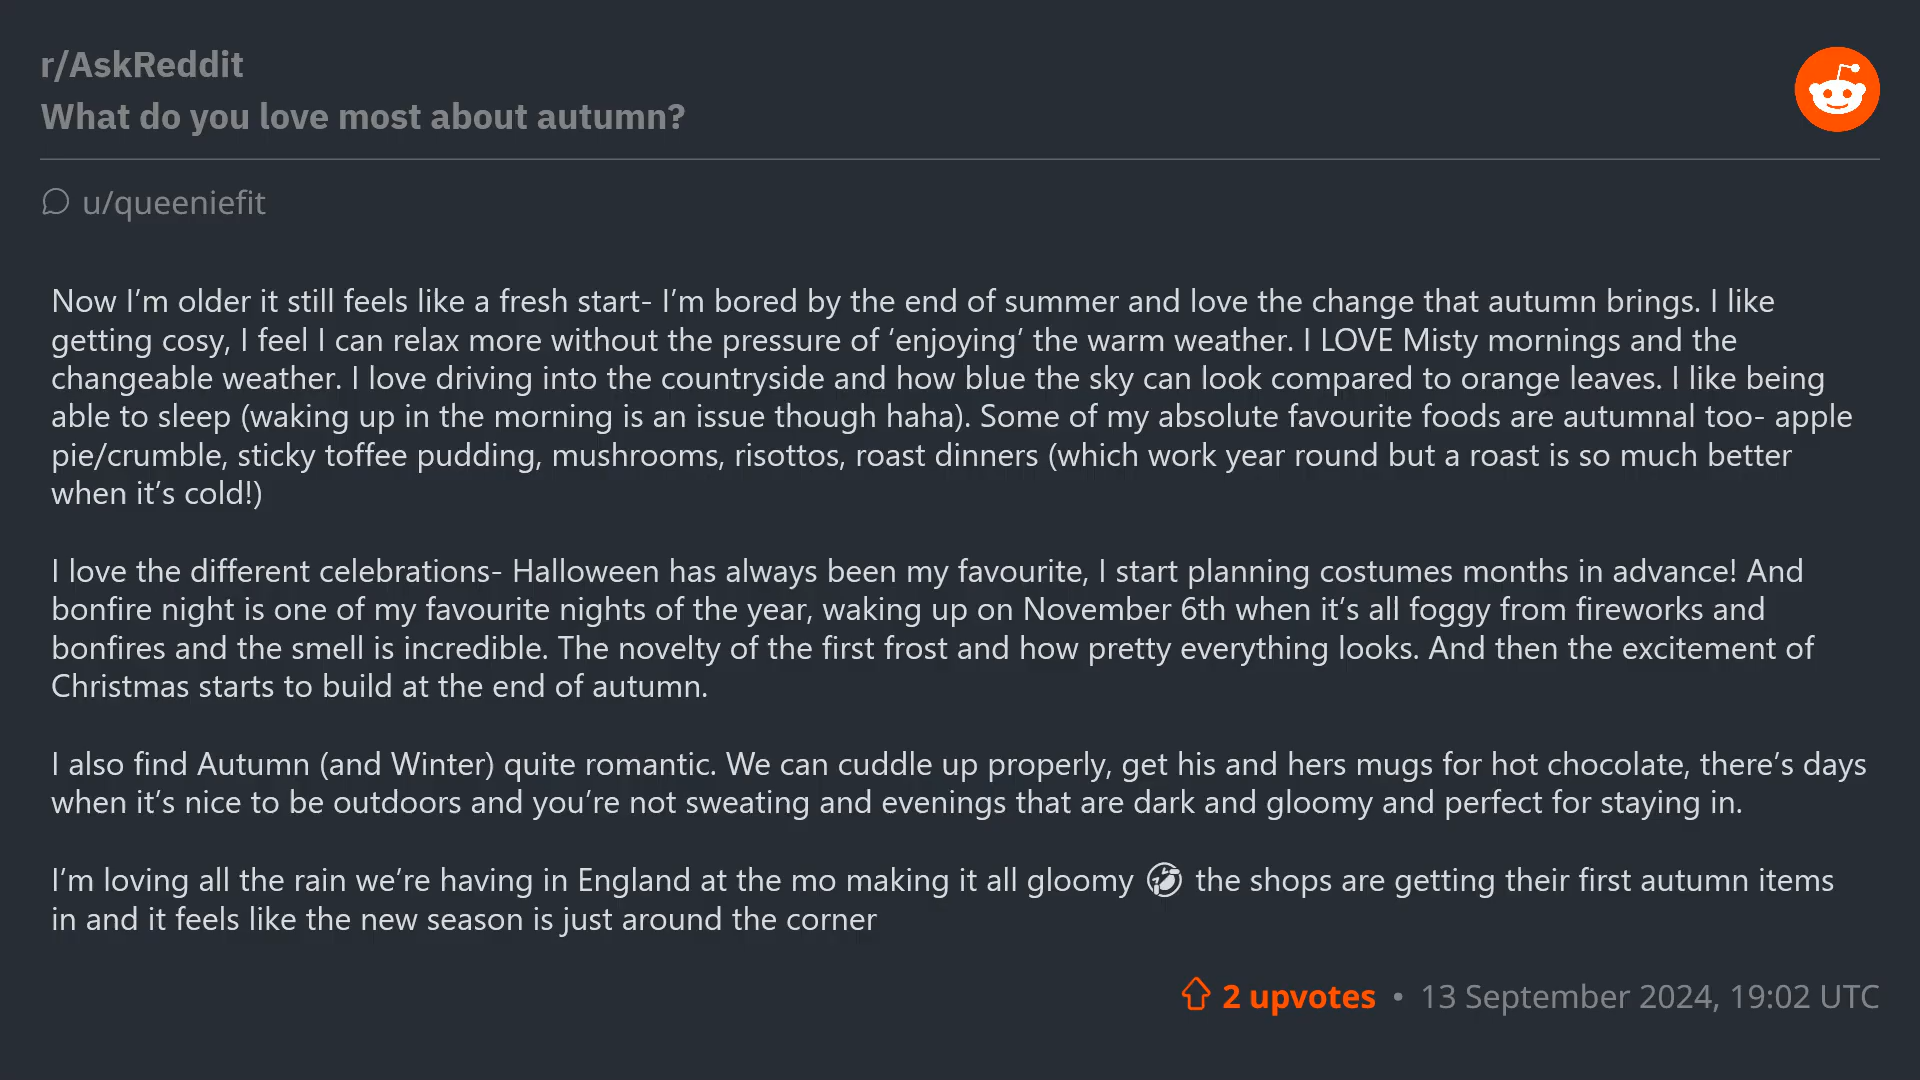 r/AskReddit
What do you love most about autumn?
u/queeniefit
Now I’m older it still feels like a fresh start- I’m bored by the end of summer and love the change that autumn brings. I like
getting cosy, I feel I can relax more without the pressure of ‘enjoying’ the warm weather. I LOVE Misty mornings and the
changeable weather. I love driving into the countryside and how blue the sky can look compared to orange leaves. I like being
able to sleep (waking up in the morning is an issue though haha). Some of my absolute favourite foods are autumnal too- apple
pie/crumble, sticky toffee pudding, mushrooms, risottos, roast dinners (which work year round but a roast is so much better
when it’s cold!)
I love the different celebrations- Halloween has always been my favourite, I start planning costumes months in advance! And
bonfire night is one of my favourite nights of the year, waking up on November 6th when it’s all foggy from fireworks and
bonfires and the smell is incredible. The novelty of the first frost and how pretty everything looks. And then the excitement of
Christmas starts to build at the end of autumn.
I also find Autumn (and Winter) quite romantic. We can cuddle up properly, get his and hers mugs for hot chocolate, there’s days
when it’s nice to be outdoors and you’re not sweating and evenings that are dark and gloomy and perfect for staying in.
I’m loving all the rain we’re having in England at the mo making it all gloomy 🤣 the shops are getting their first autumn items
in and it feels like the new season is just around the corner
2 upvotes • 13 September 2024, 19:02 UTC